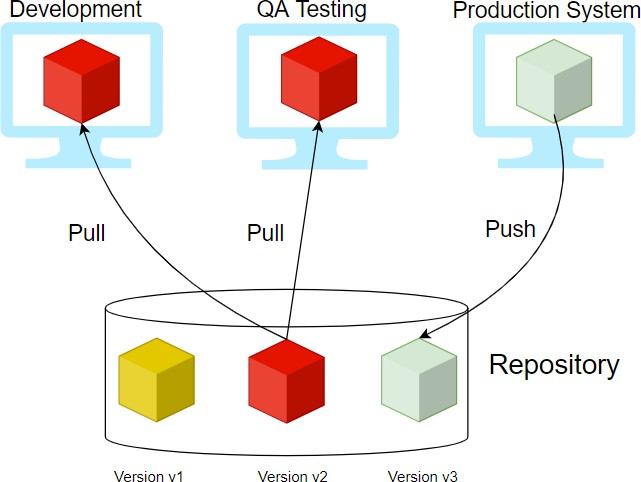 Development
QA Testing
Production System
Pull
Pull
Push
Repository
Version v1
Version v2
Version v3